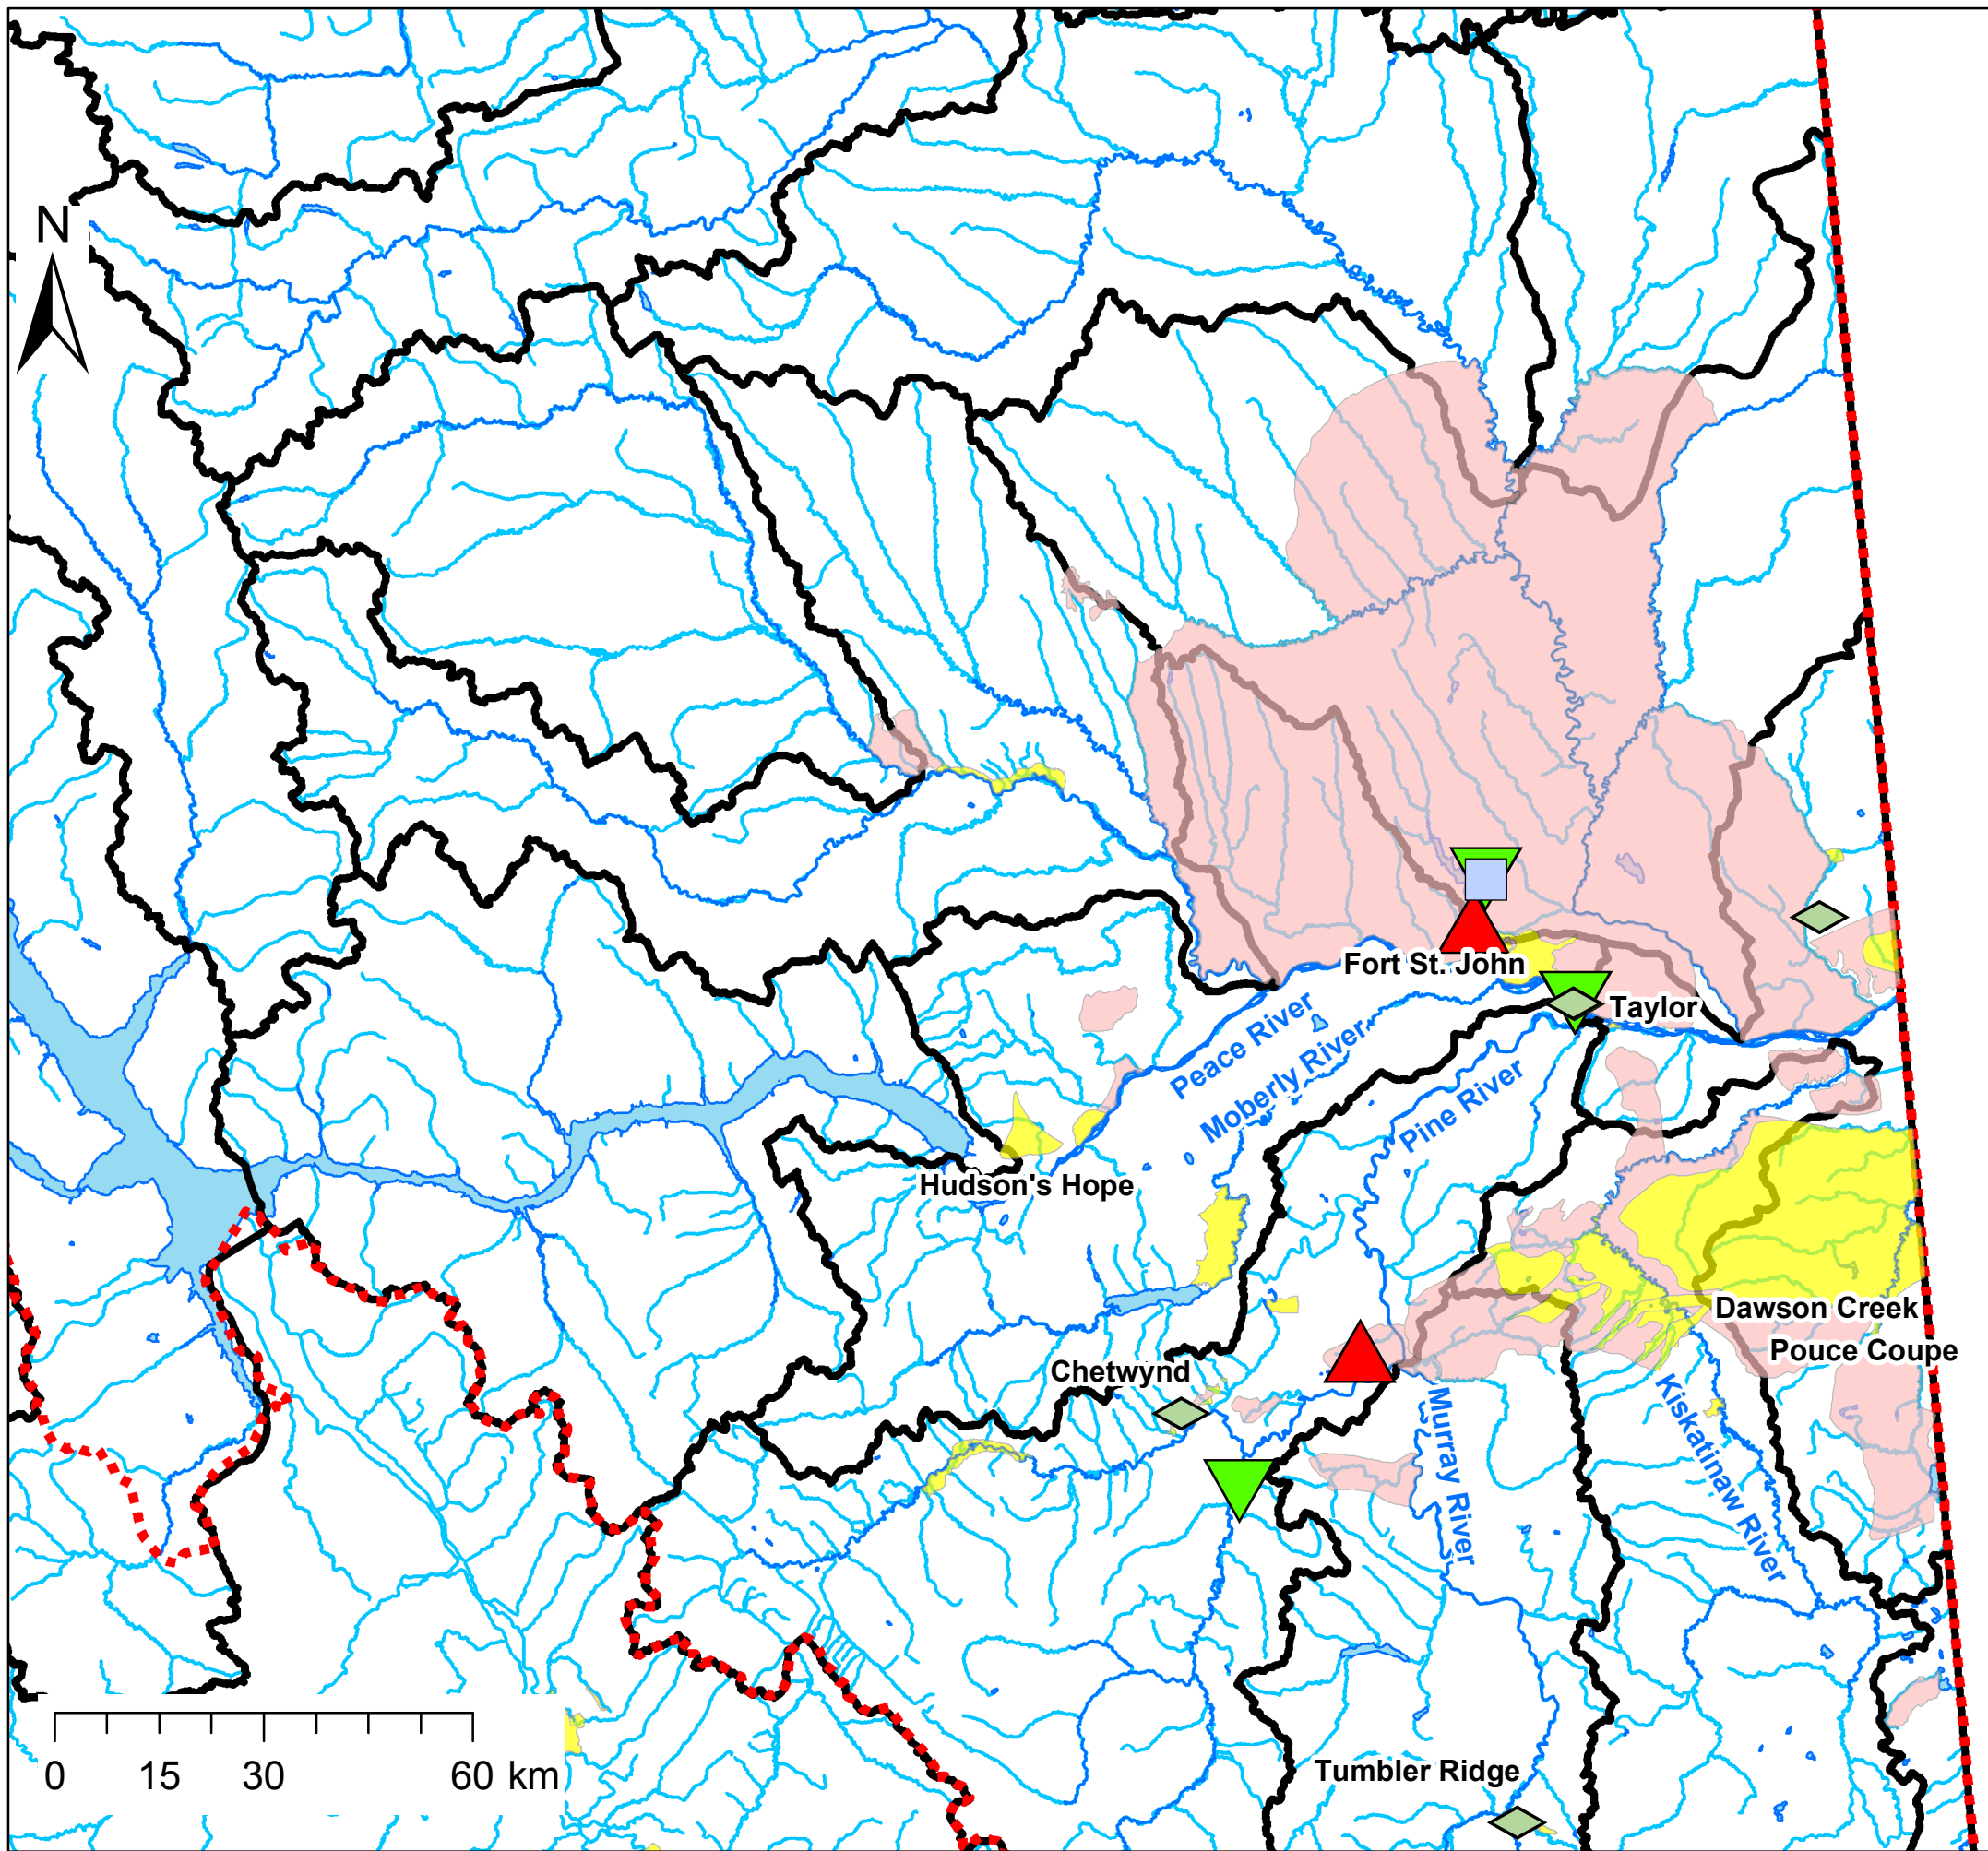 N
Fort St. John
Taylor
Peace River
Moberly River
Pine River
Hudson's Hope
Dawson Creek
Pouce Coupe
Chetwynd
Murray River
Kiskatinaw River
Tumbler Ridge
0 15 30 60 km